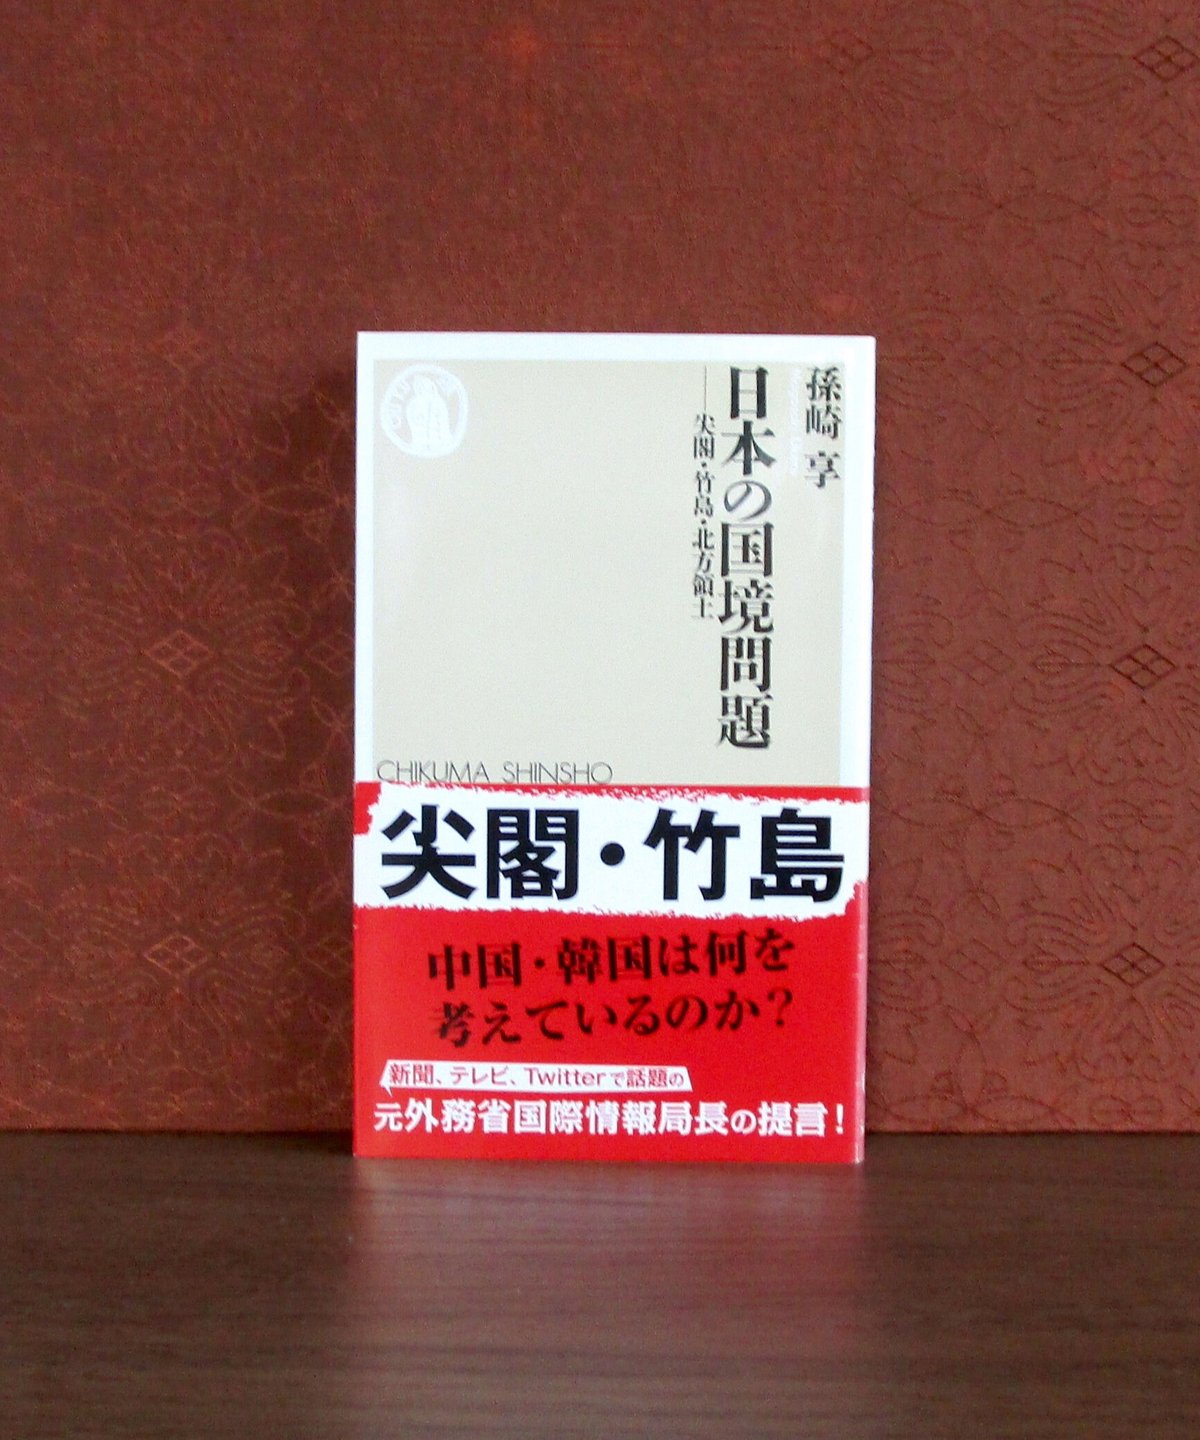 孫崎 享
日本の国境問題
――尖閣・竹島・北方領土
CHIKUMA SHINSHO
尖閣・竹島
中国・韓国は何を
考えているのか？
新聞、テレビ、Twitterで話題の
元外務省国際情報局長の提言！